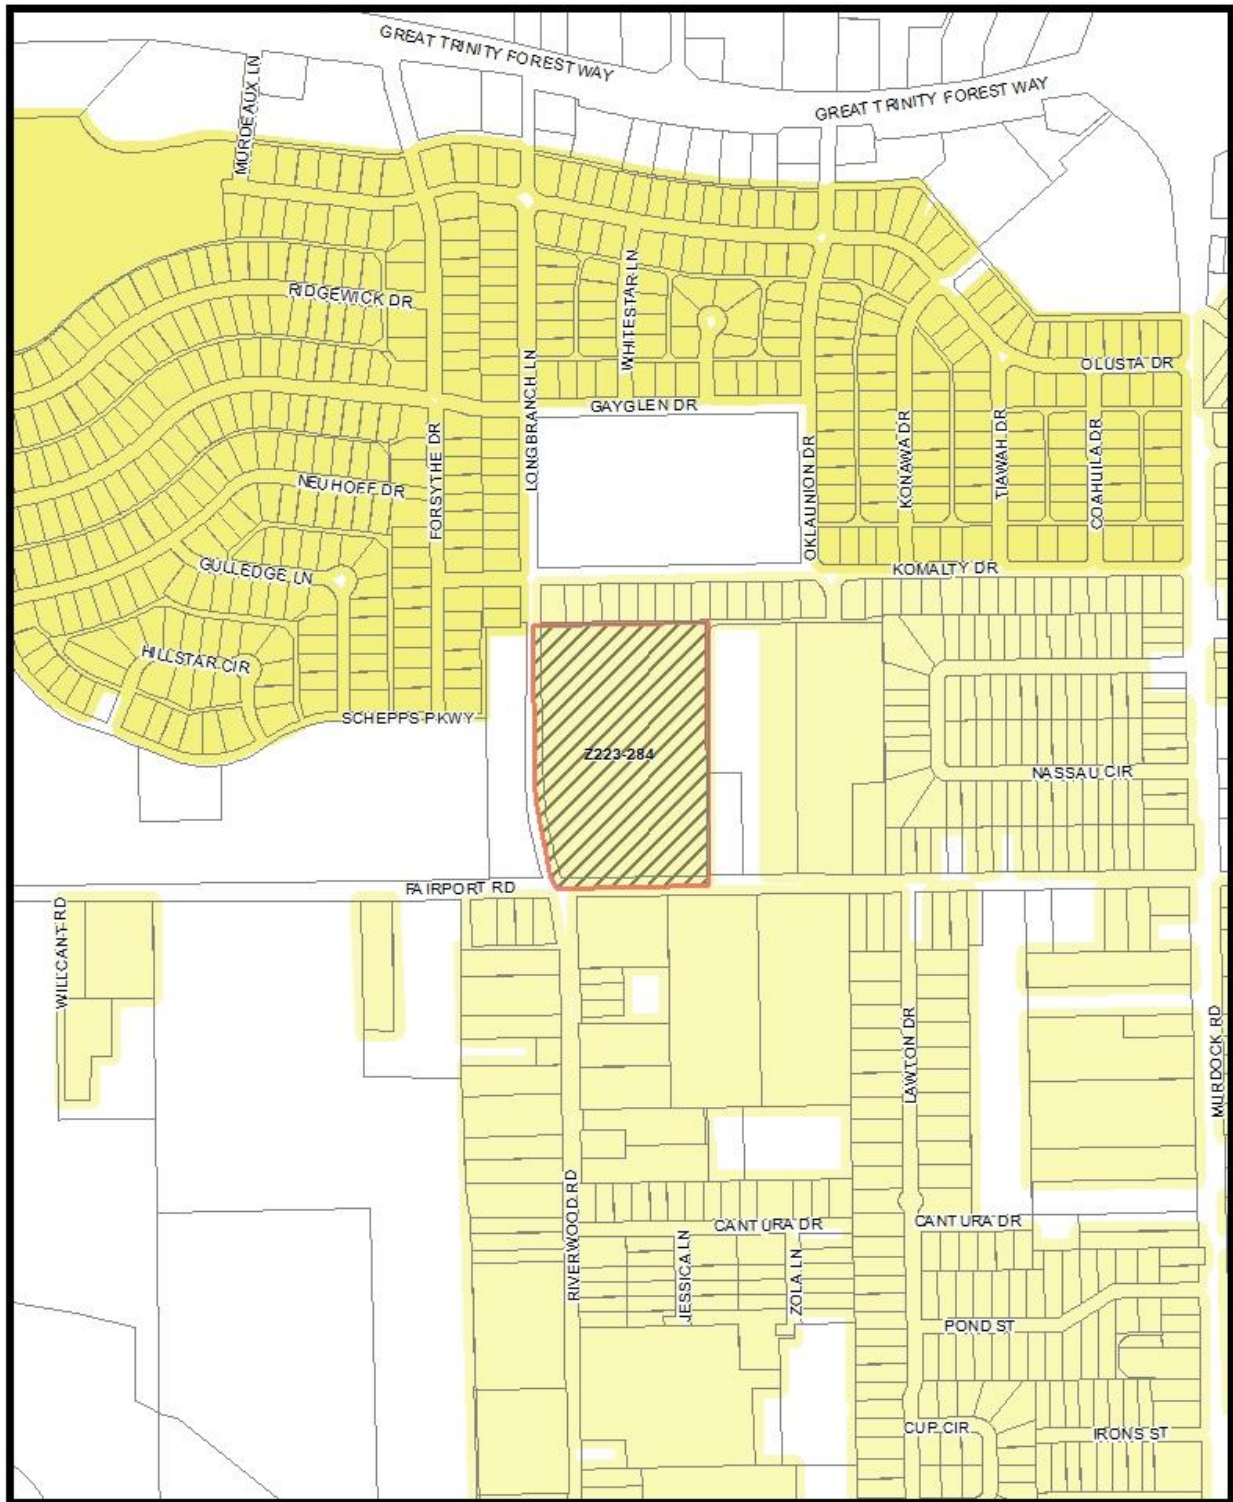 GREAT TRINITY FOREST WAY
GREAT TRINITY FOREST WAY
MURDEAUX LN
RIDGEWICK DR
WHITESTAR LN
LONGBRANCH LN
OLUSTA DR
GAYGLEN DR
FORSYTHE DR
OKLAUNION DR
KONAWA DR
TIAWAH DR
COAHUILA DR
NEUHOFF DR
GULLEDGE LN
KOMALTY DR
HILLSTAR CIR
SCHEPPS PKWY
Z223-284
NASSAU CIR
FAIRPORT RD
WILLCANT RD
LAWTON DR
MURDOCK RD
RIVERWOOD RD
CANTURA DR
CANTURA DR
JESSICA LN
ZOLA LN
POND ST
CUP CIR
IRONS ST